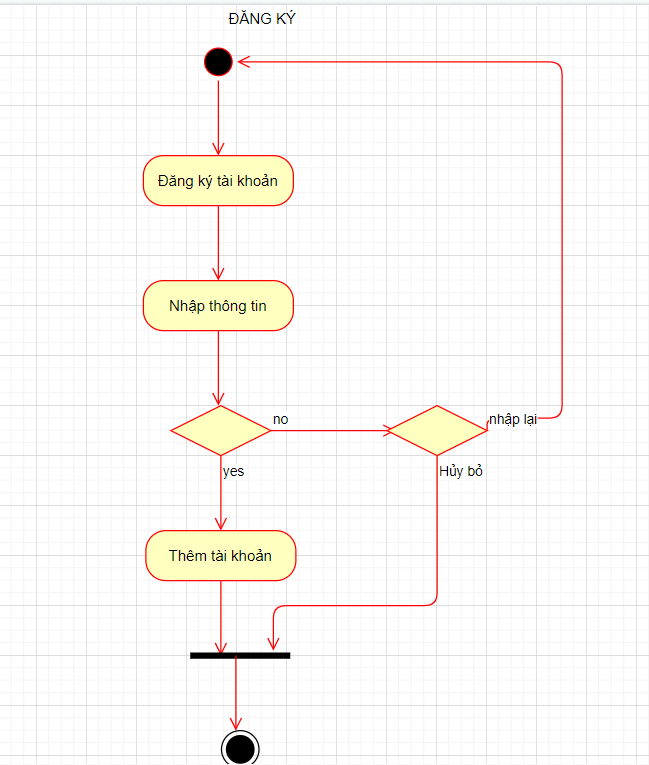 ĐĂNG KÝ
Đăng ký tài khoản
Nhập thông tin
no
nhập lại
yes
Hủy bỏ
Thêm tài khoản